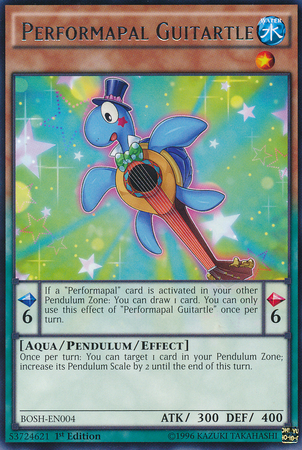 PERFORMAPAL GUITARTLE
WATER
水
6
If a "Performapal" card is activated in your other
Pendulum Zone: You can draw 1 card. You can only
use this effect of "Performapal Guitartle" once per
turn.
6
[AQUA/PENDULUM/EFFECT]
Once per turn: You can target 1 card in your Pendulum Zone;
increase its Pendulum Scale by 2 until the end of this turn.
BOSH-EN004
ATK/ 300 DEF/ 400
53724621 1st Edition
©1996 KAZUKI TAKAHASHI